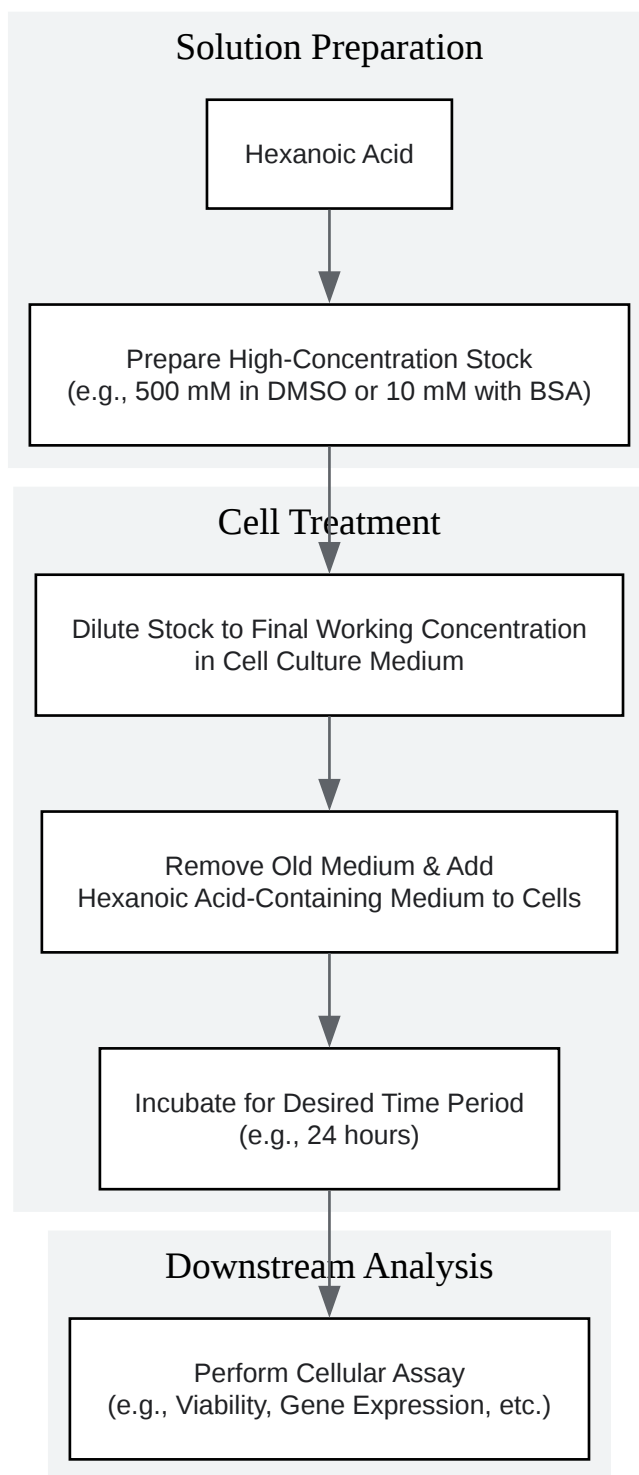 Solution Preparation
Hexanoic Acid
Prepare High-Concentration Stock
(e.g., 500 mM in DMSO or 10 mM with BSA)
Cell Treatment
Dilute Stock to Final Working Concentration
in Cell Culture Medium
Remove Old Medium & Add
Hexanoic Acid-Containing Medium to Cells
Incubate for Desired Time Period
(e.g., 24 hours)
Downstream Analysis
Perform Cellular Assay
(e.g., Viability, Gene Expression, etc.)